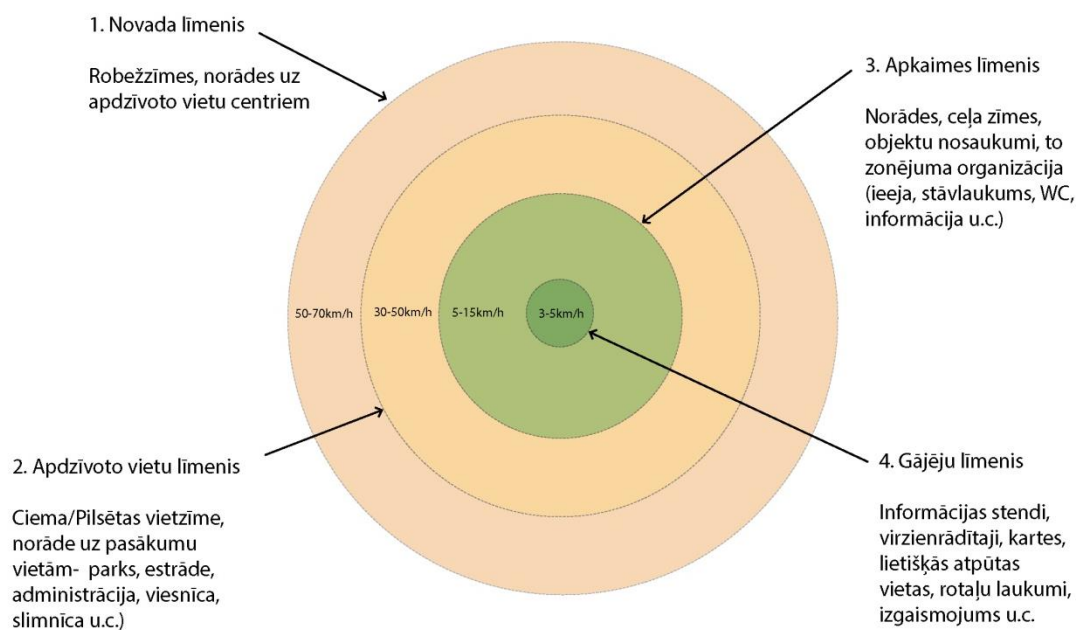 1. Novada līmenis
Robežzīmes, norādes uz
apdzīvoto vietu centriem
3. Apkaimes līmenis
Norādes, ceļa zīmes,
objektu nosaukumi, to
zonējuma organizācija
(ieeja, stāvlaukums, WC,
informācija u.c.)
50-70km/h
30-50km/h
5-15km/h
3-5km/h
2. Apdzīvoto vietu līmenis
Ciema/Pilsētas vietzīme,
norāde uz pasākumu
vietām- parks, estrāde,
administrācija, viesnīca,
slimnīca u.c.)
4. Gājēju līmenis
Informācijas stendi,
virzienrādītaji, kartes,
lietišķās atpūtas
vietas, rotaļu laukumi,
izgaismojums u.c.